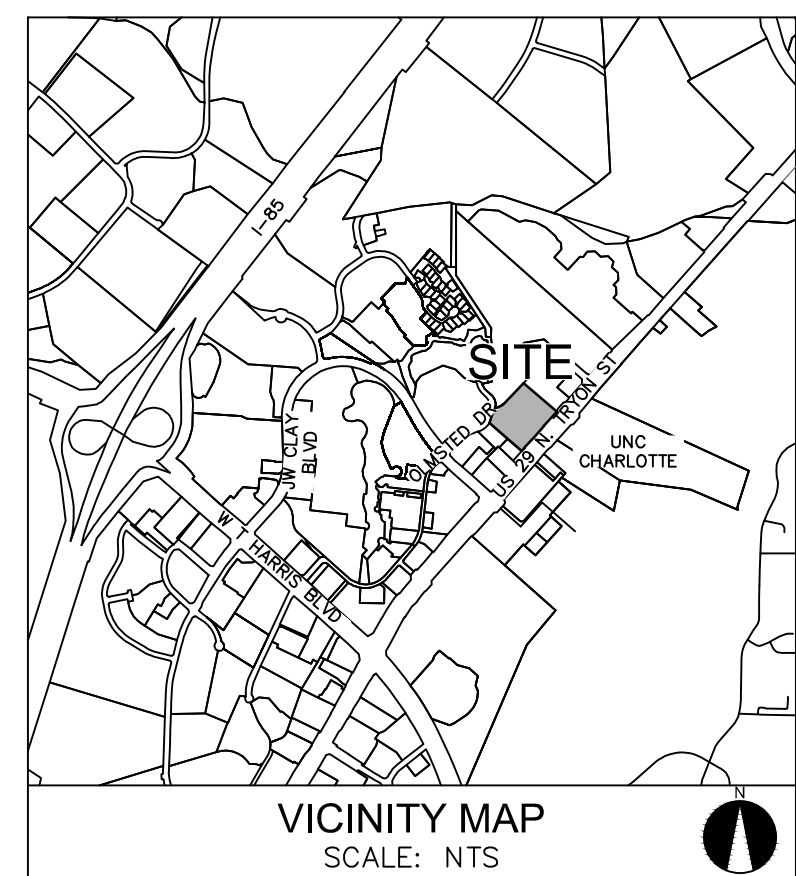 I-85
SITE
JW CLAY
BLVD
OLMSTED DR
US 29 N. TRYON ST
UNC
CHARLOTTE
W T HARRIS BLVD
VICINITY MAP
SCALE: NTS
N